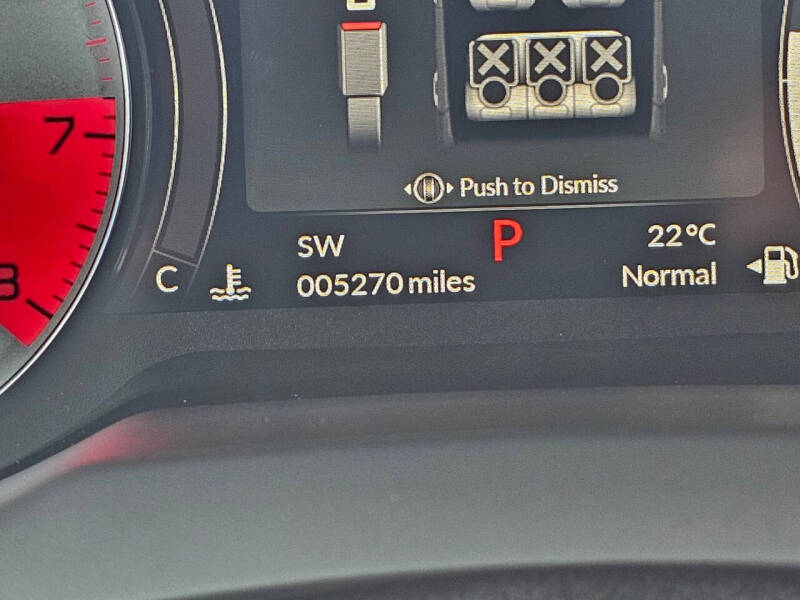 7
Push to Dismiss
SW
P
22°C
C
005270 miles
Normal
8